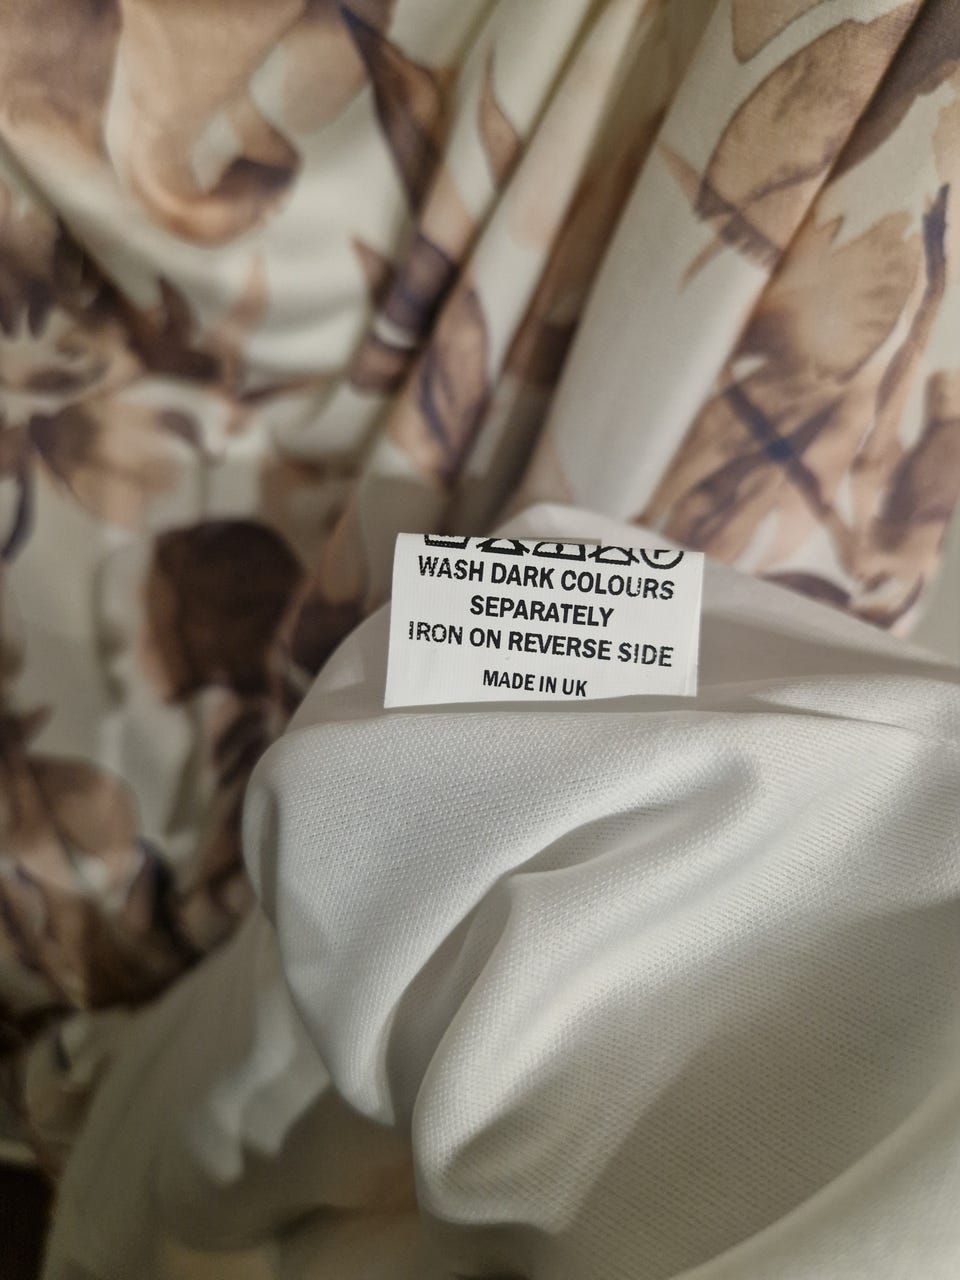 WASH DARK COLOURS
SEPARATELY
IRON ON REVERSE SIDE
MADE IN UK